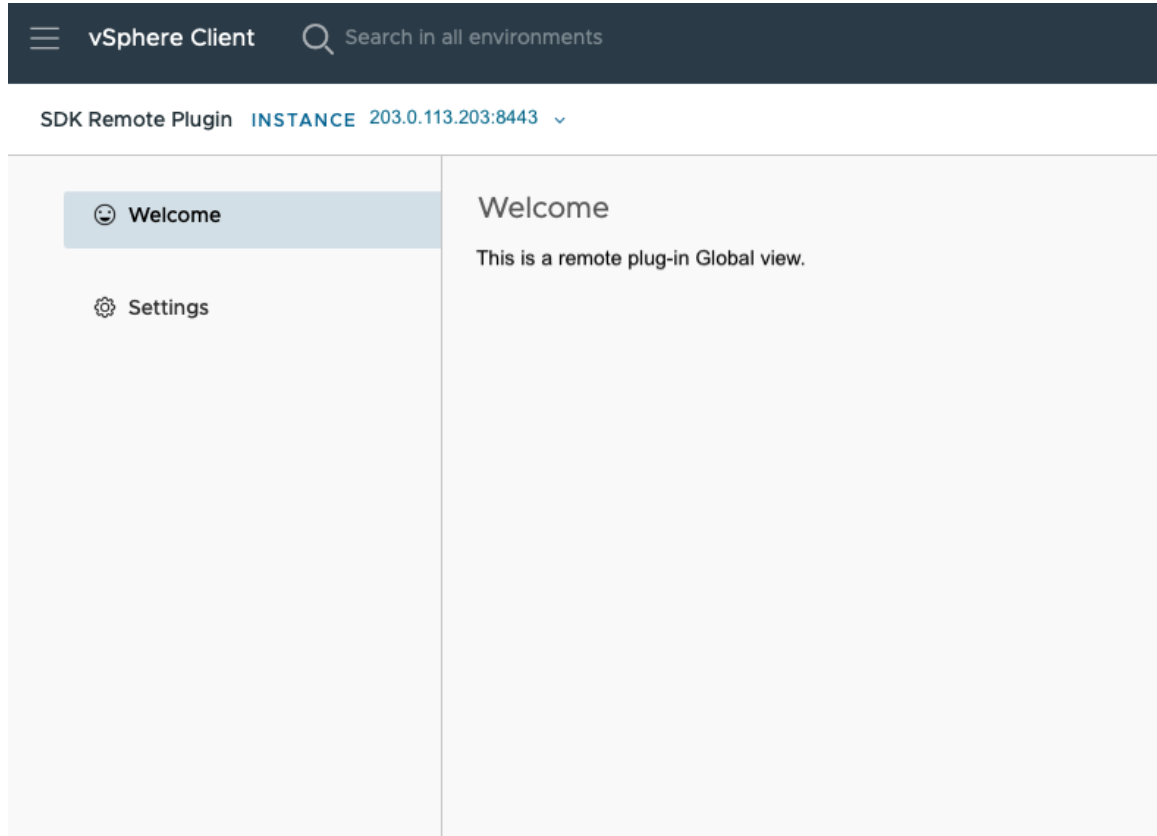 vSphere Client Search in all environments
SDK Remote Plugin INSTANCE 203.0.113.203:8443
Welcome
Settings
Welcome
This is a remote plug-in Global view.